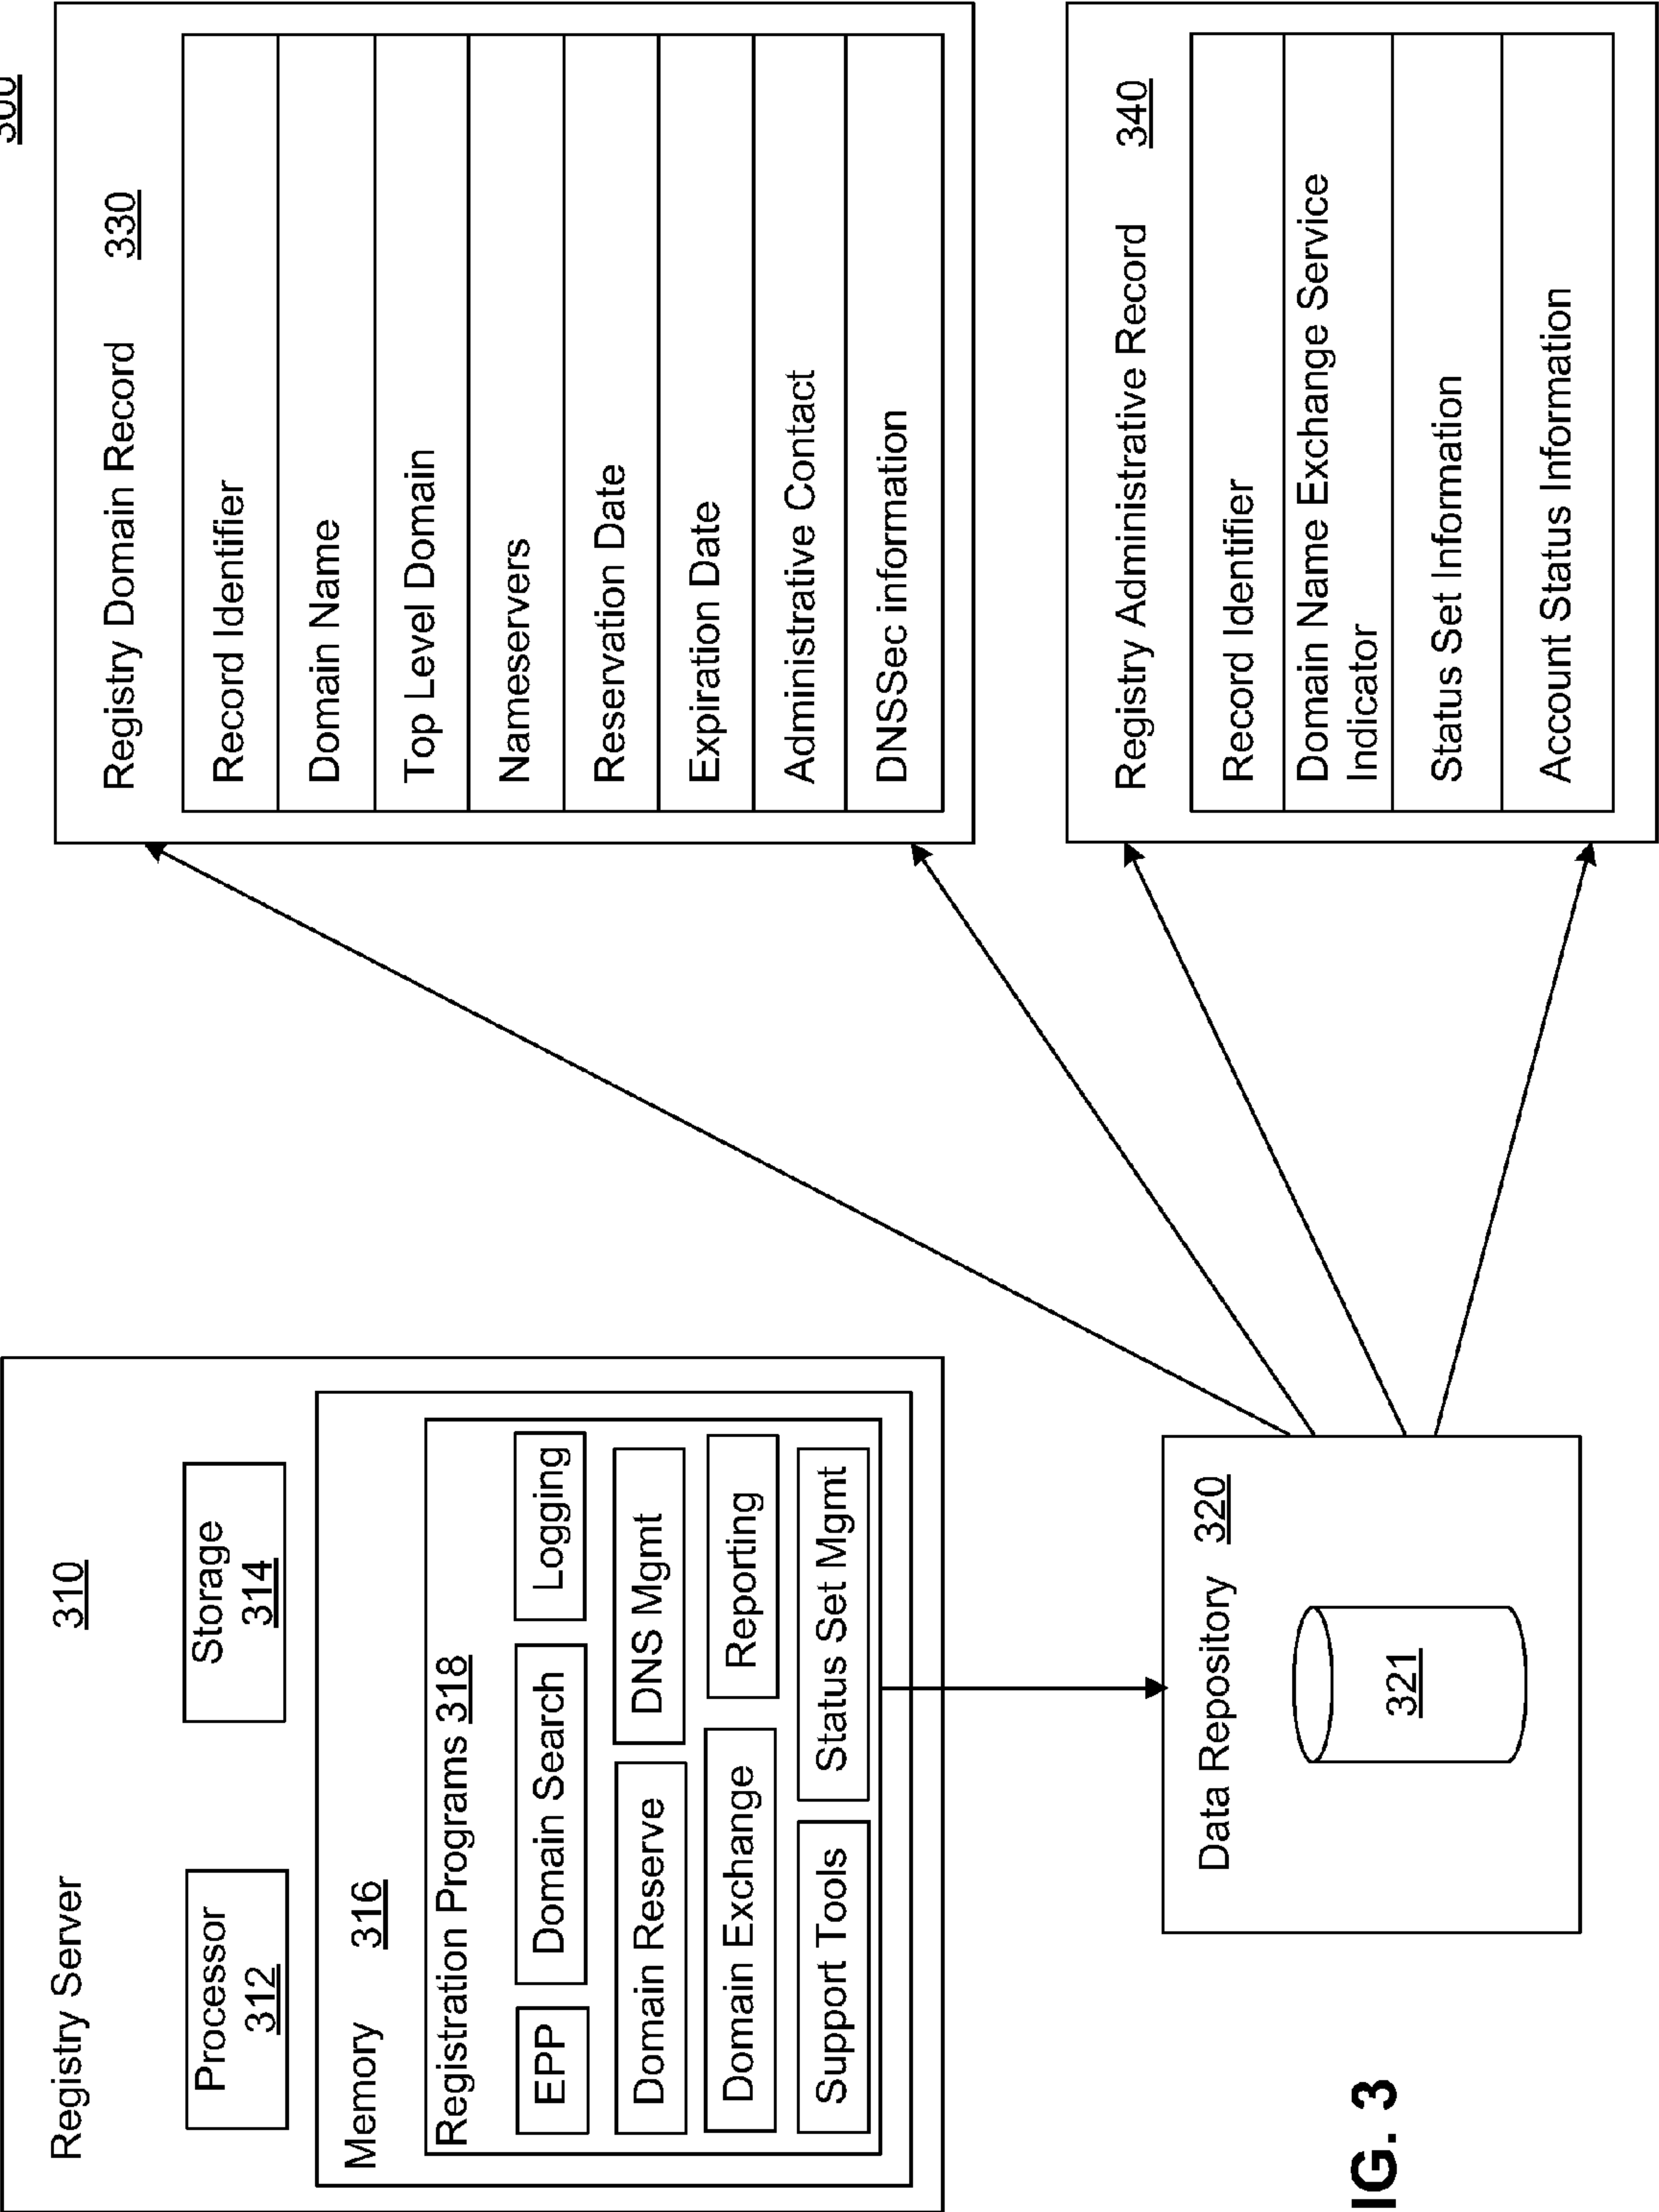 300
Registry Server 310
Processor
312
Storage
314
Memory 316
Registration Programs 318
EPP
Domain Search
Logging
Domain Reserve
DNS Mgmt
Domain Exchange
Reporting
Support Tools
Status Set Mgmt
Data Repository 320
321
Registry Domain Record 330
Record Identifier
Domain Name
Top Level Domain
Nameservers
Reservation Date
Expiration Date
Administrative Contact
DNSSec information
Registry Administrative Record 340
Record Identifier
Domain Name Exchange Service
Indicator
Status Set Information
Account Status Information
IG. 3